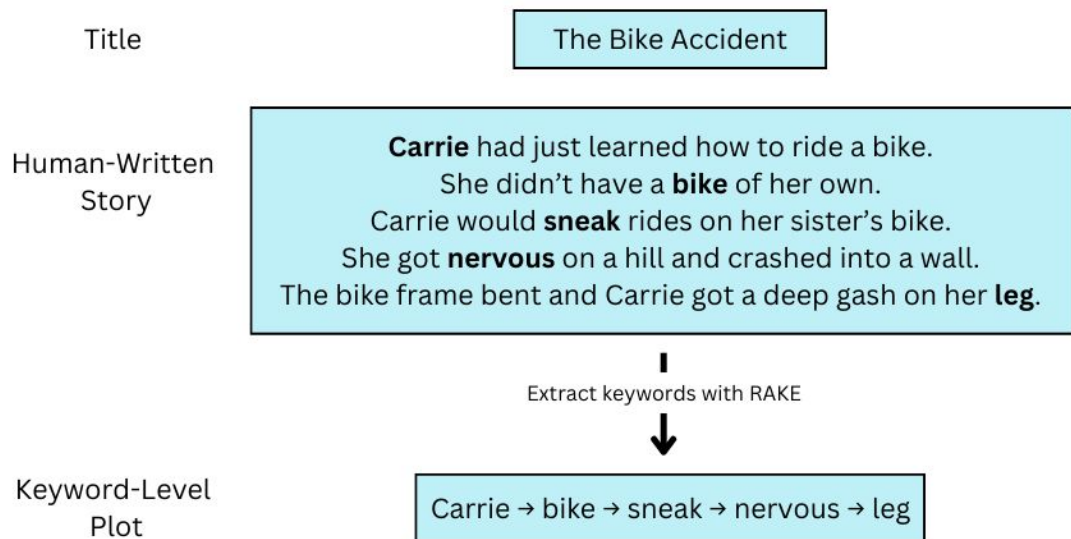 Title
The Bike Accident
Human-Written
Story
Carrie had just learned how to ride a bike.
She didn't have a bike of her own.
Carrie would sneak rides on her sister's bike.
She got nervous on a hill and crashed into a wall.
The bike frame bent and Carrie got a deep gash on her leg.
Extract keywords with RAKE
Keyword-Level
Plot
Carrie → bike → sneak → nervous → leg